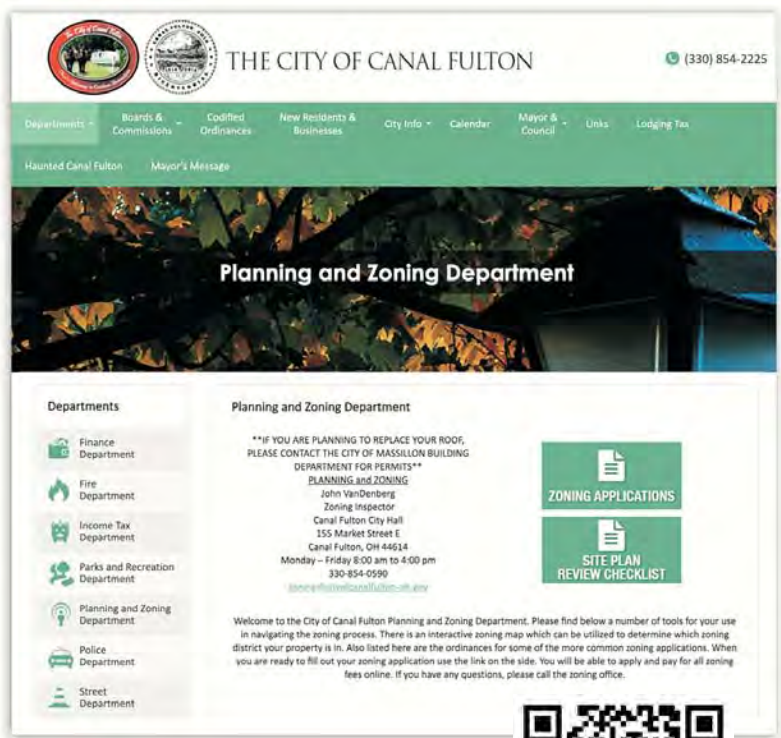 THE CITY OF CANAL FULTON
(330) 854-2225
Departments
Boards & Commissions
Codified Ordinances
New Residents & Businesses
City Info
Calendar
Mayor & Council
Links
Lodging Tax
Haunted Canal Fulton
Mayor's Message
Planning and Zoning Department
Departments
Finance
Department
Fire
Department
Income Tax
Department
Parks and Recreation
Department
Planning and Zoning
Department
Police
Department
Street
Department
Planning and Zoning Department
**IF YOU ARE PLANNING TO REPLACE YOUR ROOF,
PLEASE CONTACT THE CITY OF MASSILLON BUILDING
DEPARTMENT FOR PERMITS**
PLANNING and ZONING
John VanDenberg
Zoning Inspector
Canal Fulton City Hall
155 Market Street E
Canal Fulton, OH 44614
Monday – Friday 8:00 am to 4:00 pm
330-854-0590
ZONING APPLICATIONS
SITE PLAN
REVIEW CHECKLIST
Welcome to the City of Canal Fulton Planning and Zoning Department. Please find below a number of tools for your use
in navigating the zoning process. There is an interactive zoning map which can be utilized to determine which zoning
district your property is in. Also listed here are the ordinances for some of the more common zoning applications. When
you are ready to fill out your zoning application use the link on the side. You will be able to apply and pay for all zoning
fees online. If you have any questions, please call the zoning office.